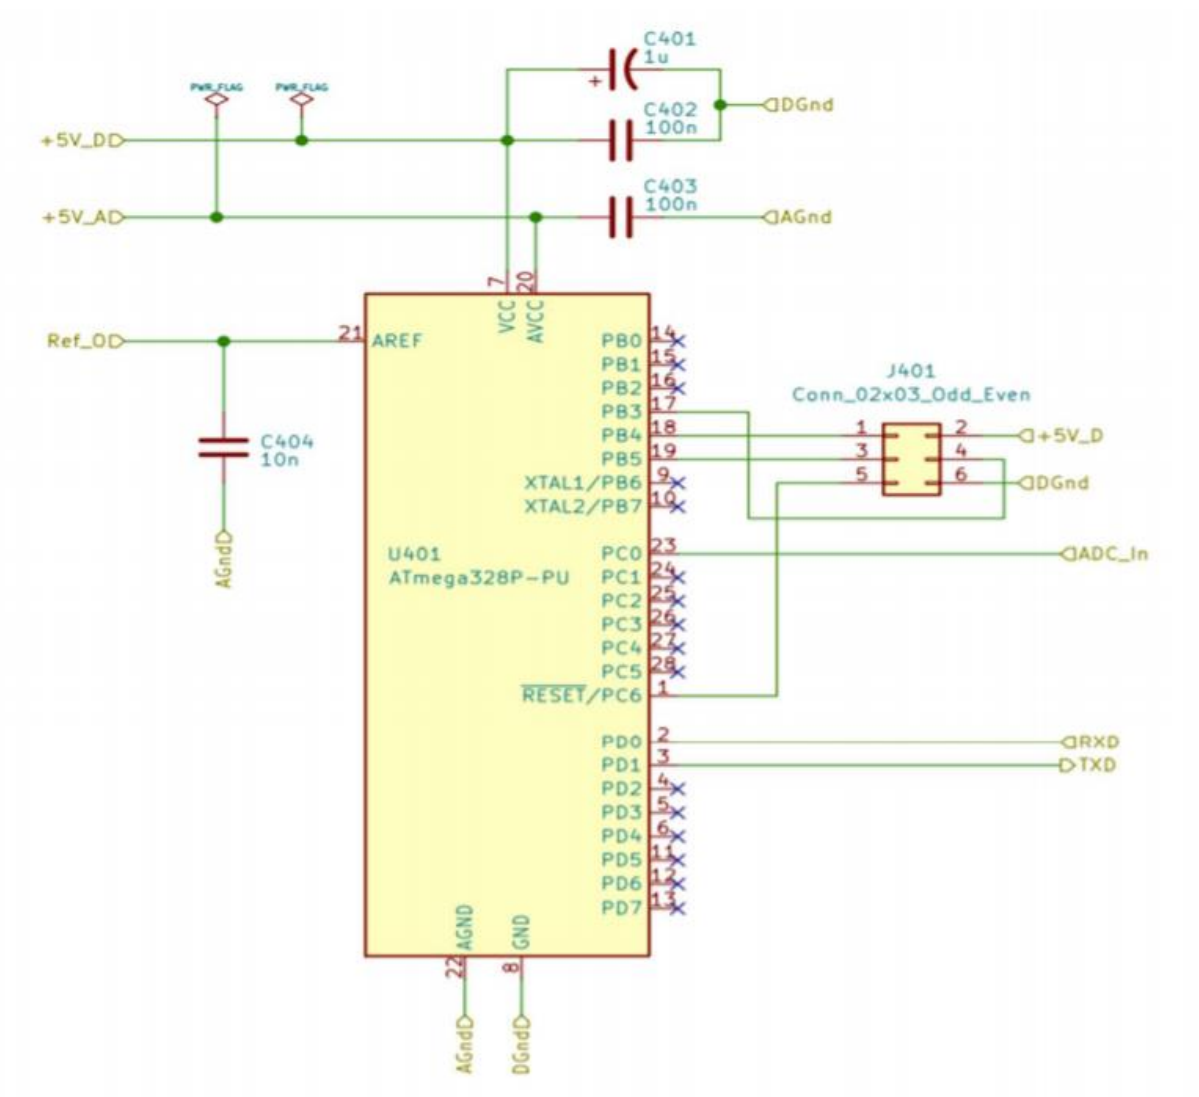 C401
1u
PWR_FLAG PWR_FLAG
+
C402
100n
DGnd
+5V_D
C403
100n
+5V_A
AGnd
7 20
VCC AVCC
Ref_O
21 AREF
PB0 14
PB1 15
PB2 16
J401
Conn_02x03_Odd_Even
PB3 17
PB4 18
1 2 +5V_D
PB5 19
3 4
XTAL1/PB6 9
5 6 DGnd
XTAL2/PB7 10
C404
10n
AGnd
U401
ATmega328P-PU
PC0 23 ADC_In
PC1 24
PC2 25
PC3 26
PC4 27
PC5 28
RESET/PC6 1
PD0 2 RXD
PD1 3 TXD
PD2 4
PD3 5
PD4 6
PD5 11
PD6 12
PD7 13
AGND GND
22 8
AGnd DGnd